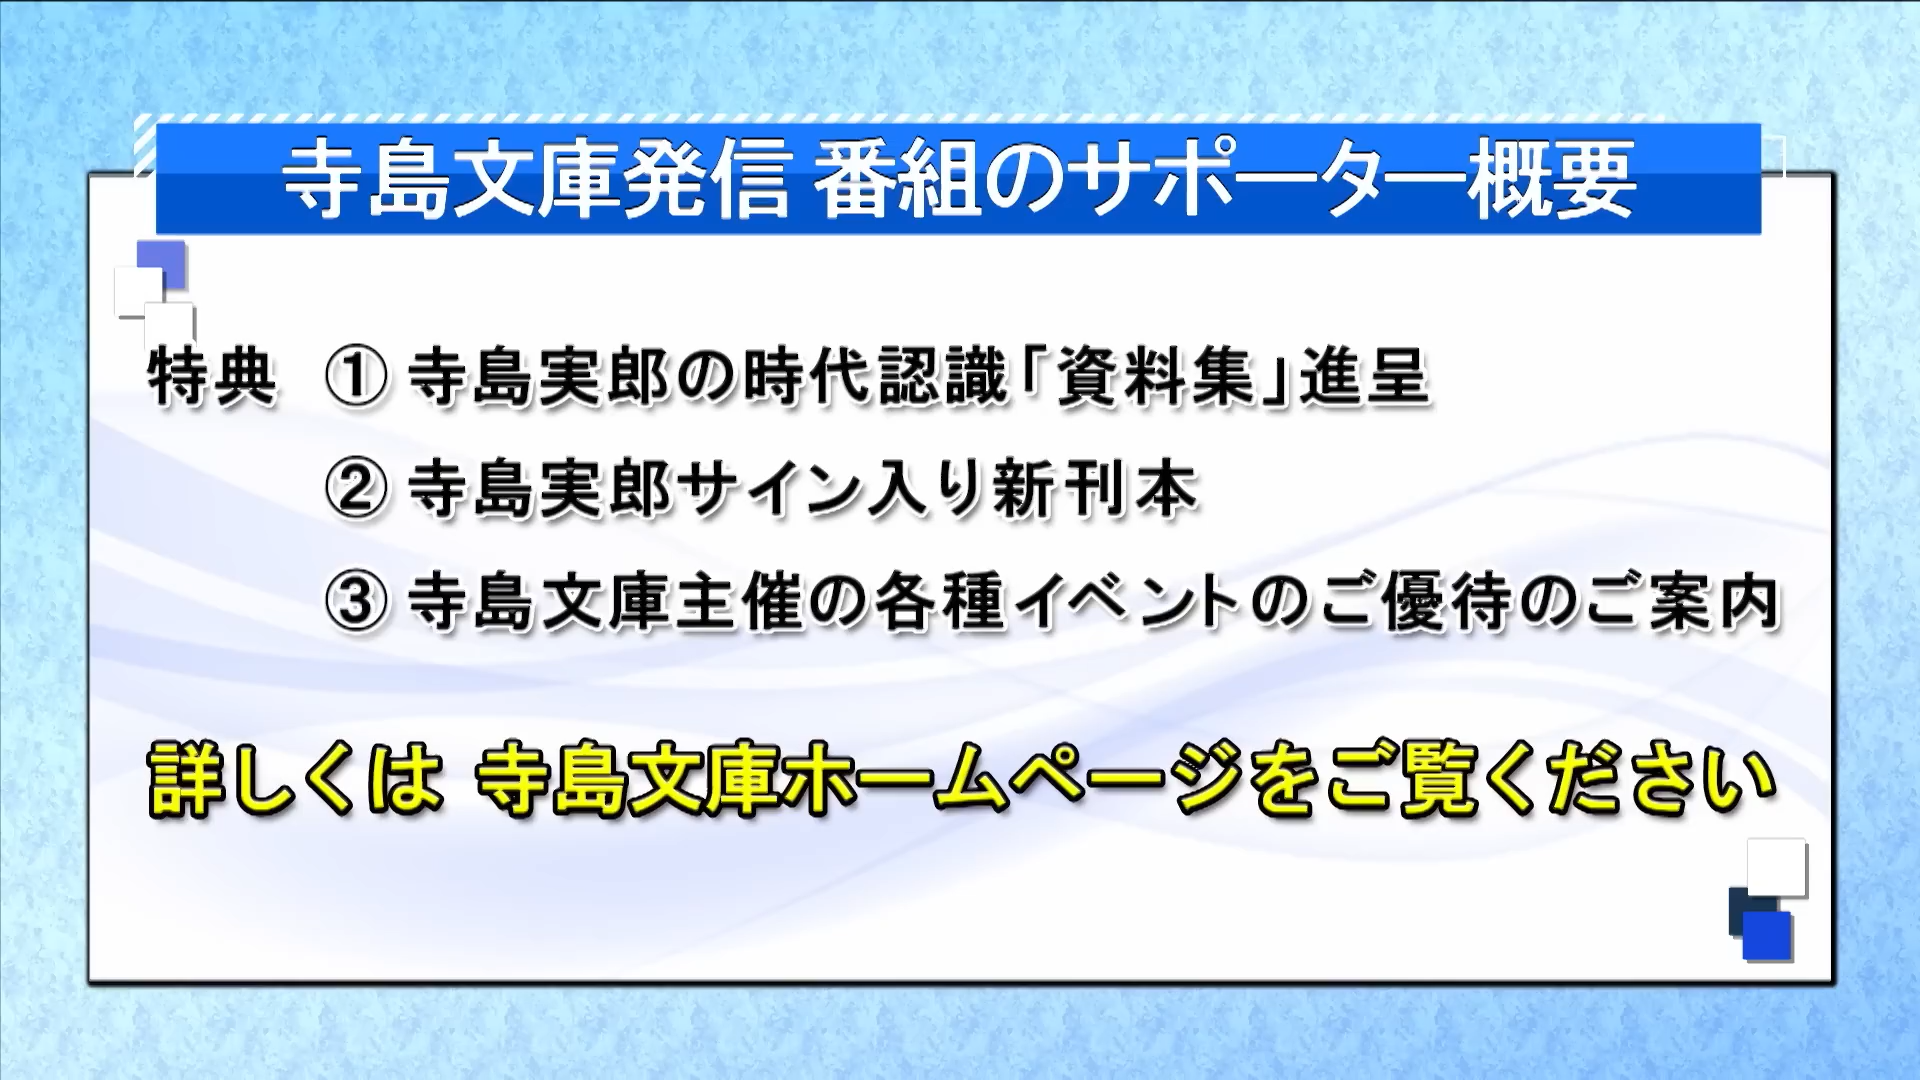 寺島文庫発信 番組のサポーター概要
特典 ① 寺島実郎の時代認識「資料集」進呈
② 寺島実郎サイン入り新刊本
③ 寺島文庫主催の各種イベントのご優待のご案内
詳しくは 寺島文庫ホームページをご覧ください